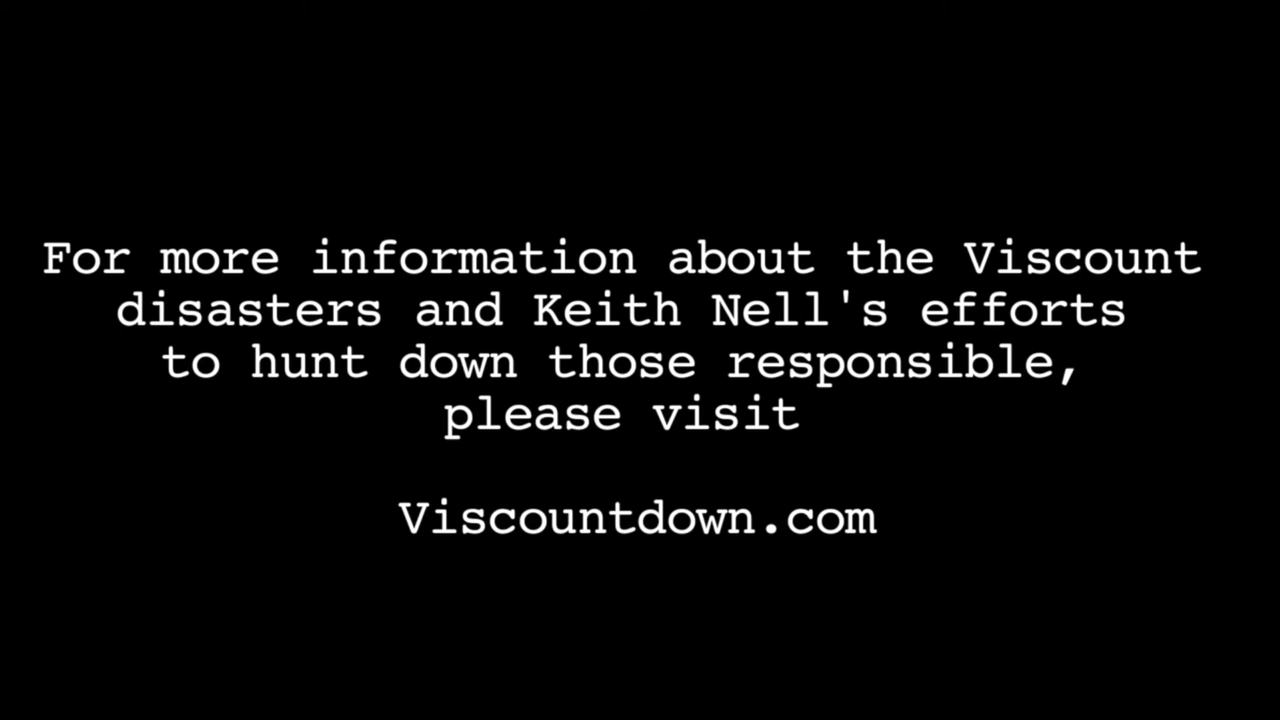 For more information about the Viscount
disasters and Keith Nell's efforts
to hunt down those responsible,
please visit
Viscountdown.com